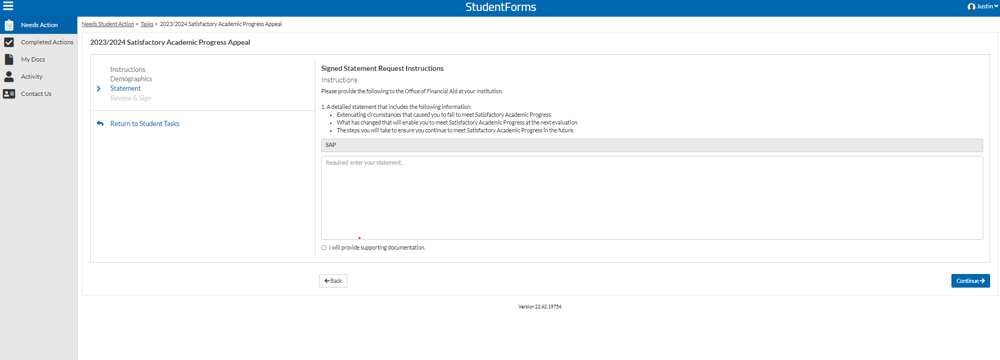 StudentForms
Justin
Needs Action
Completed Actions
My Docs
Activity
Contact Us
Needs Student Action > Tasks > 2023/2024 Satisfactory Academic Progress Appeal
2023/2024 Satisfactory Academic Progress Appeal
Instructions
Demographics
Statement
Review & Sign
Return to Student Tasks
Signed Statement Request Instructions
Instructions
Please provide the following to the Office of Financial Aid at your Institution.
1. A detailed statement that includes the following information:
• Extenuating circumstances that caused you to fail to meet Satisfactory Academic Progress.
• What has changed that will enable you to meet Satisfactory Academic Progress at the next evaluation.
• The steps you will take to ensure you continue to meet Satisfactory Academic Progress in the future.
SAP
Required: enter your statement...
I will provide supporting documentation.
Back
Continue
Version 22.42.19754